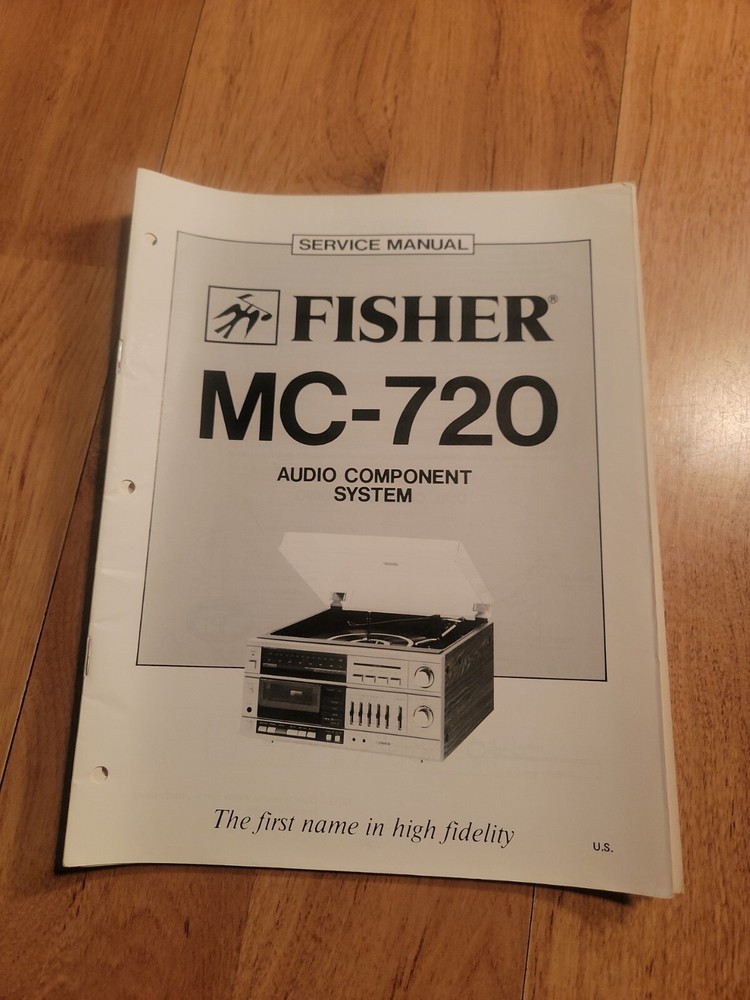 SERVICE MANUAL
FISHER®
MC-720
AUDIO COMPONENT
SYSTEM
The first name in high fidelity
U.S.